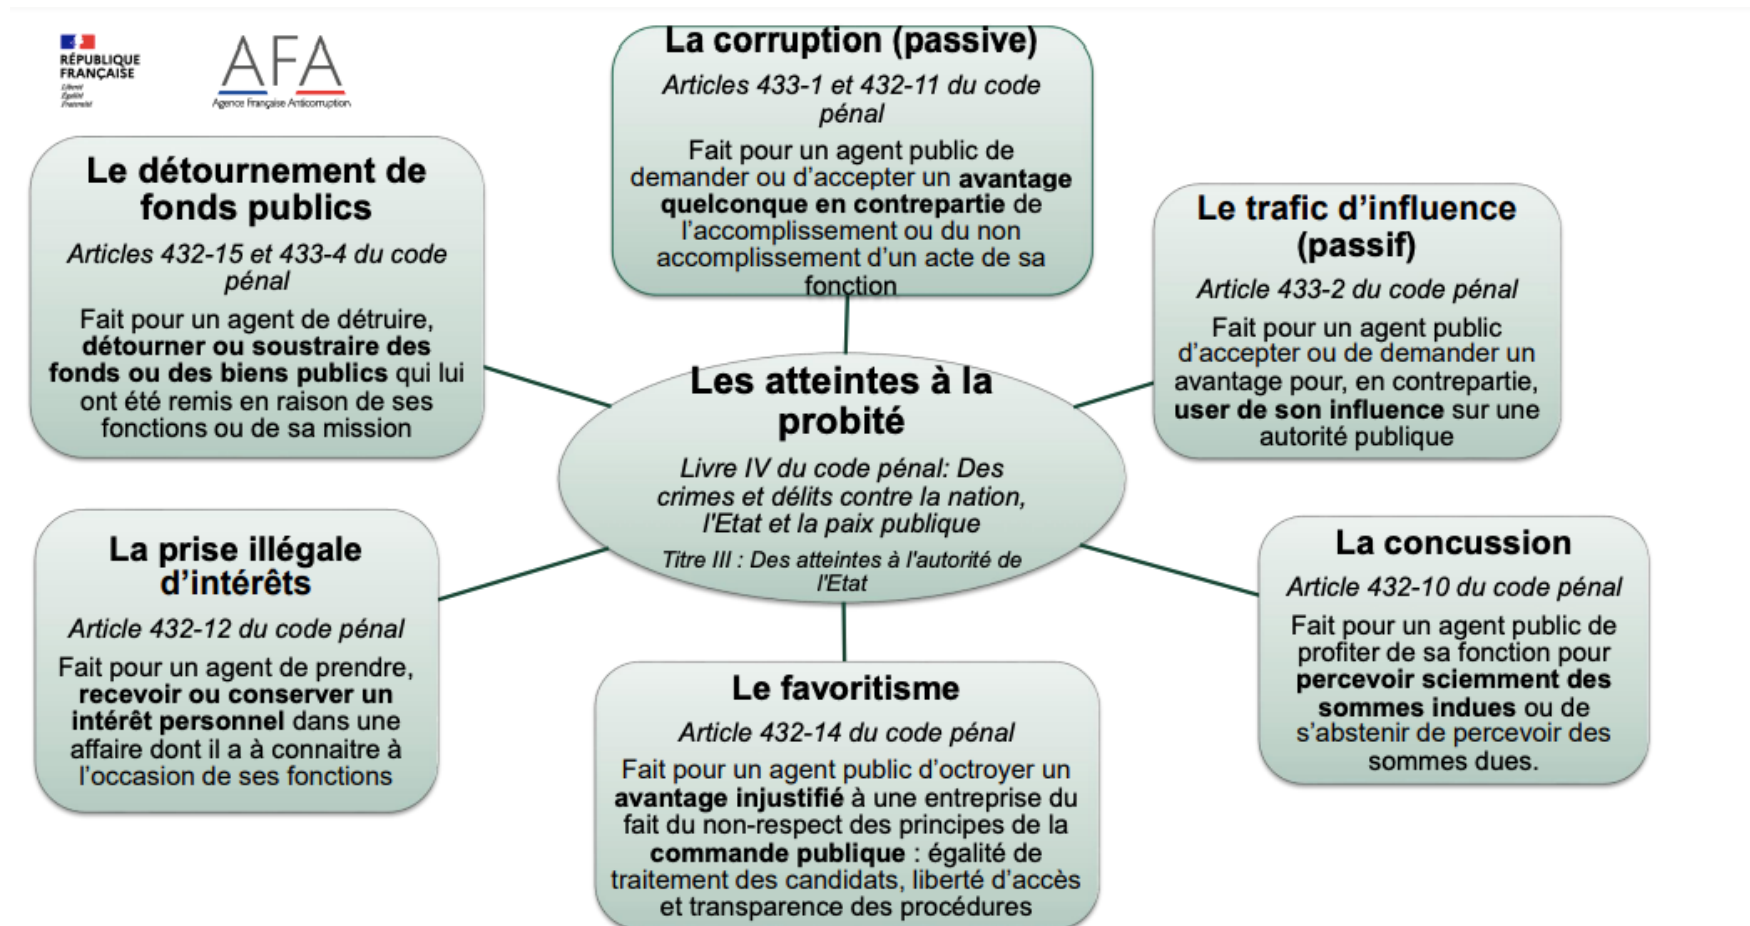 RÉPUBLIQUE
FRANÇAISE
Liberté
Égalité
Fraternité
AFA
Agence Française Anticorruption
La corruption (passive)
Articles 433-1 et 432-11 du code
pénal
Fait pour un agent public de
demander ou d’accepter un avantage
quelconque en contrepartie de
l’accomplissement ou du non
accomplissement d’un acte de sa
fonction
Le détournement de
fonds publics
Articles 432-15 et 433-4 du code
pénal
Fait pour un agent de détruire,
détourner ou soustraire des
fonds ou des biens publics qui lui
ont été remis en raison de ses
fonctions ou de sa mission
Le trafic d’influence
(passif)
Article 433-2 du code pénal
Fait pour un agent public
d’accepter ou de demander un
avantage pour, en contrepartie,
user de son influence sur une
autorité publique
Les atteintes à la
probité
Livre IV du code pénal: Des
crimes et délits contre la nation,
l'Etat et la paix publique
Titre III : Des atteintes à l'autorité de
l'Etat
La prise illégale
d’intérêts
Article 432-12 du code pénal
Fait pour un agent de prendre,
recevoir ou conserver un
intérêt personnel dans une
affaire dont il a à connaitre à
l’occasion de ses fonctions
La concussion
Article 432-10 du code pénal
Fait pour un agent public de
profiter de sa fonction pour
percevoir sciemment des
sommes indues ou de
s’abstenir de percevoir des
sommes dues.
Le favoritisme
Article 432-14 du code pénal
Fait pour un agent public d’octroyer un
avantage injustifié à une entreprise du
fait du non-respect des principes de la
commande publique : égalité de
traitement des candidats, liberté d’accès
et transparence des procédures